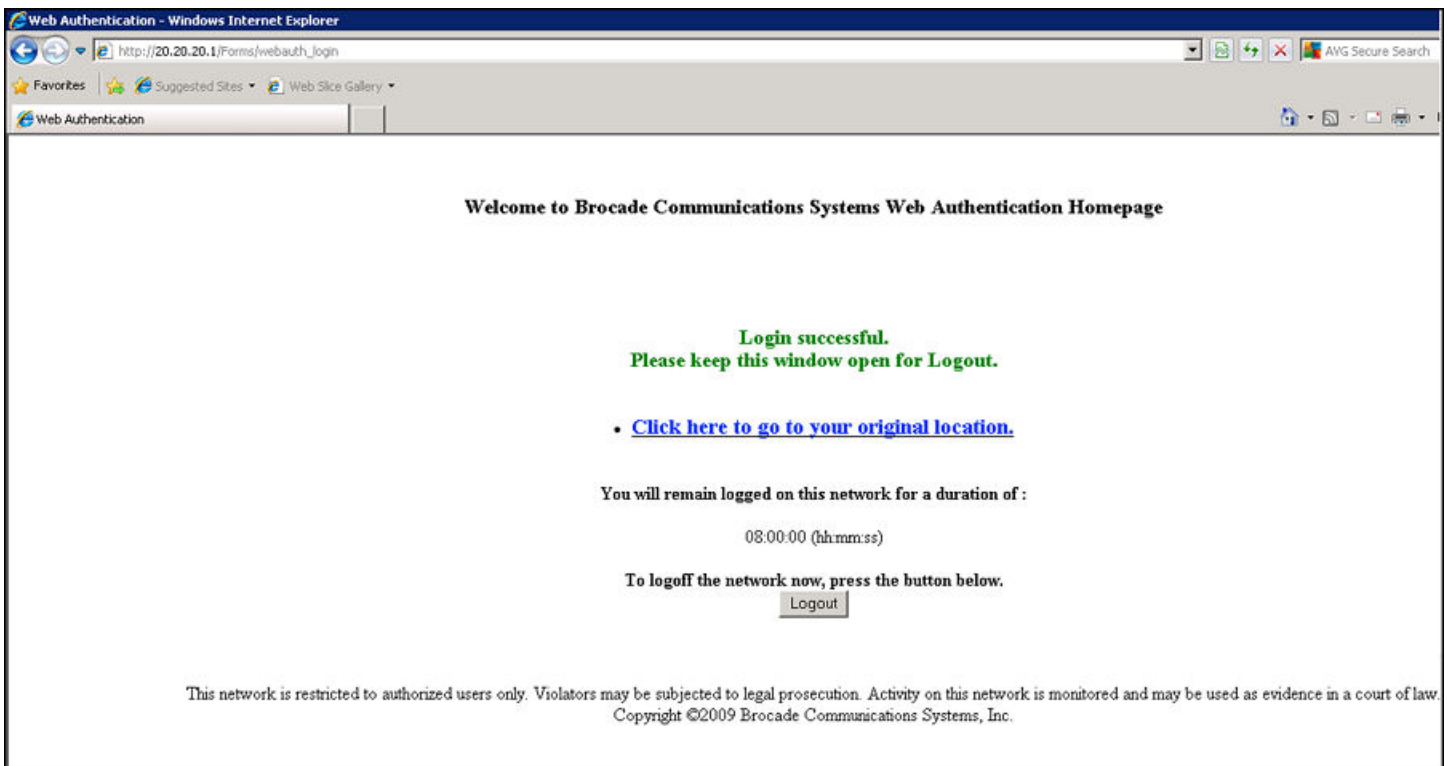 Web Authentication - Windows Internet Explorer
http://20.20.20.1/Forms/webauth_login
AVG Secure Search
Favorites
Suggested Sites
Web Slice Gallery
Web Authentication
Welcome to Brocade Communications Systems Web Authentication Homepage
Login successful.
Please keep this window open for Logout.
• Click here to go to your original location.
You will remain logged on this network for a duration of :
08:00:00 (hh:mm:ss)
To logoff the network now, press the button below.
Logout
This network is restricted to authorized users only. Violators may be subjected to legal prosecution. Activity on this network is monitored and may be used as evidence in a court of law.
Copyright ©2009 Brocade Communications Systems, Inc.